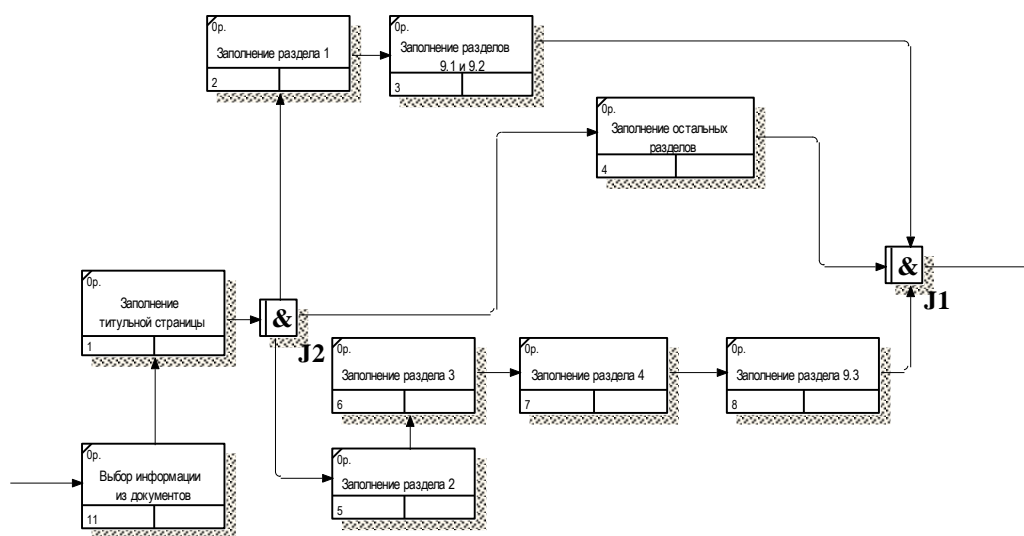 0р.
Заполнение раздела 1
2
0р.
Заполнение разделов
9.1 и 9.2
3
0р.
Заполнение остальных
разделов
4
&
J1
0р.
Заполнение
титульной страницы
1
&
J2
0р.
Заполнение раздела 3
6
0р.
Заполнение раздела 4
7
0р.
Заполнение раздела 9.3
8
0р.
Выбор информации
из документов
11
0р.
Заполнение раздела 2
5